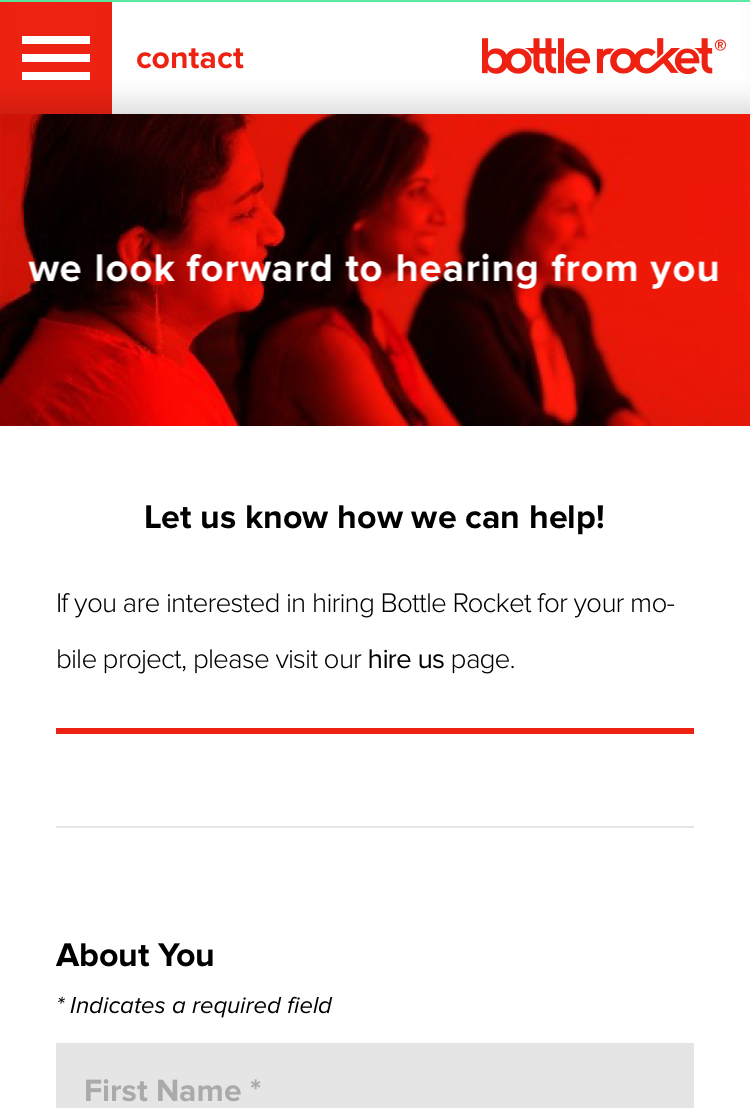 contact
bottle rocket®
we look forward to hearing from you
Let us know how we can help!
If you are interested in hiring Bottle Rocket for your mo-
bile project, please visit our hire us page.
About You
* Indicates a required field
First Name *